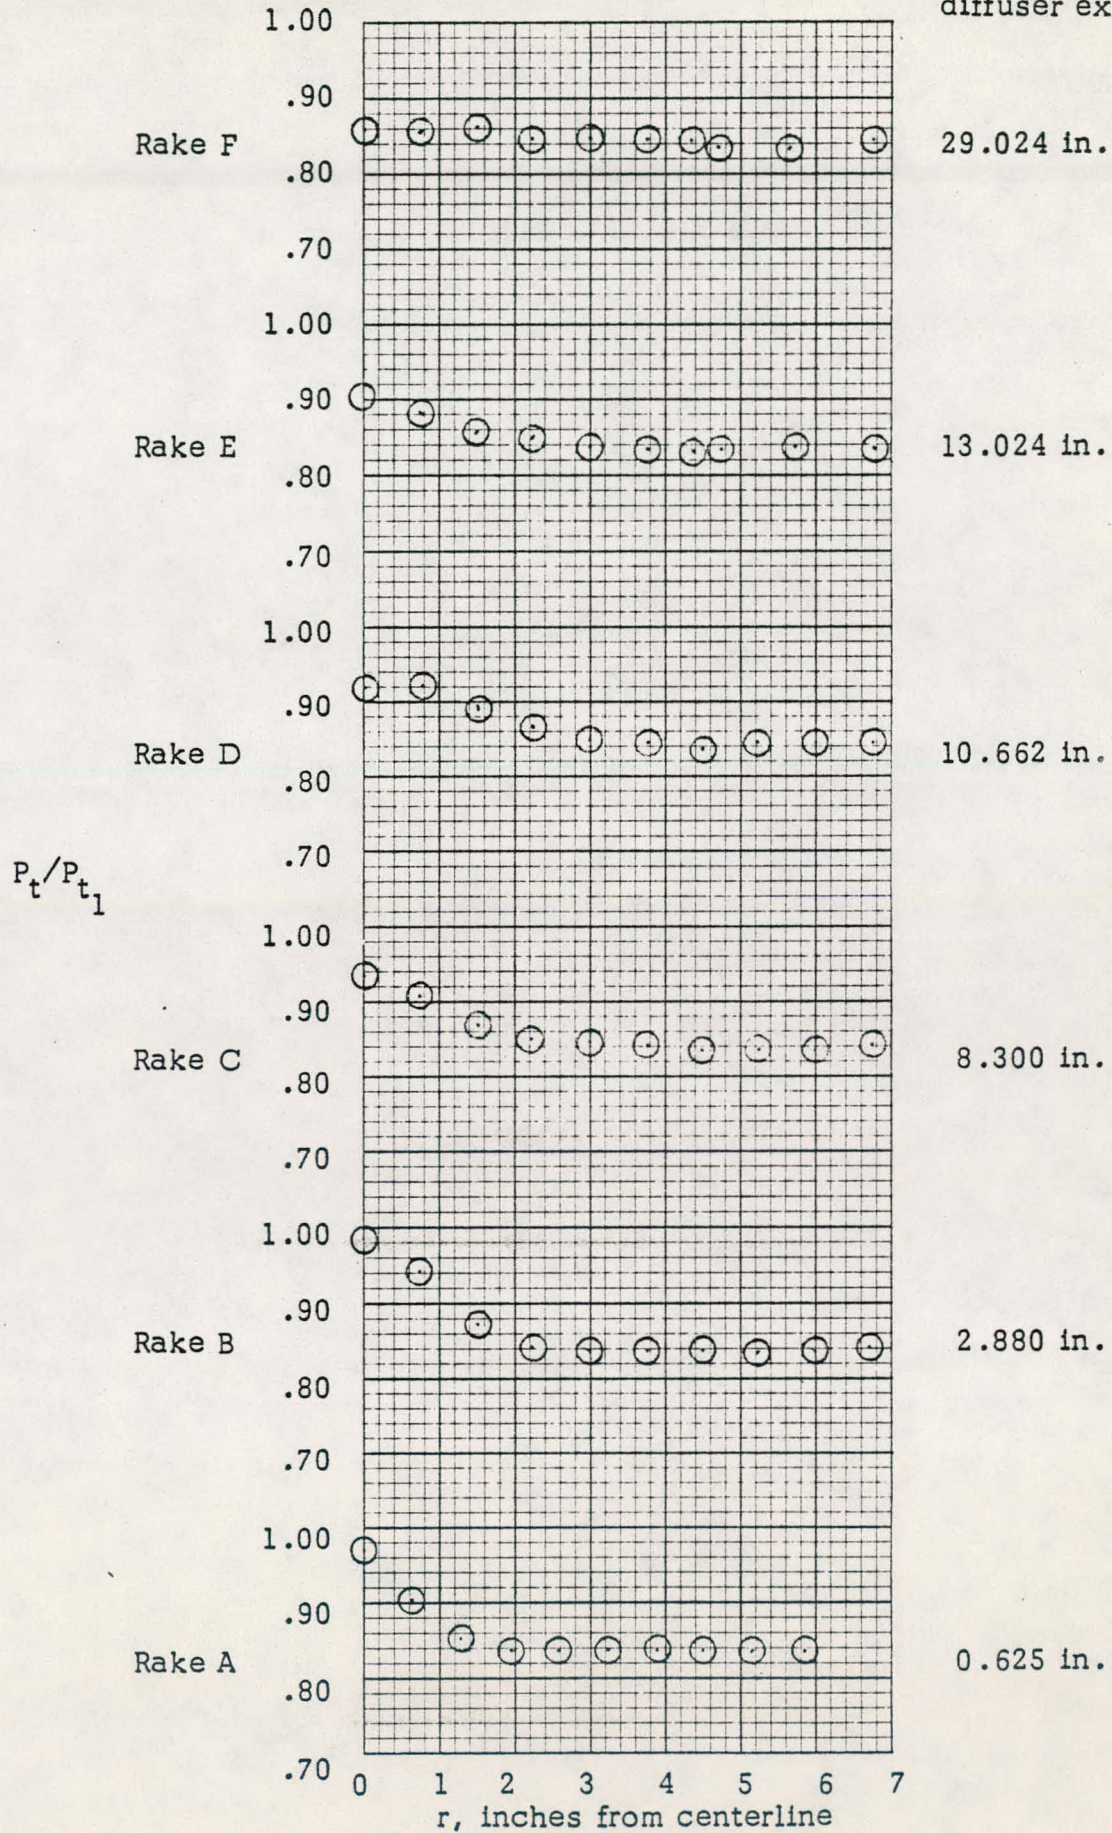 diffuser ex
1.00
.90
Rake F
.80
29.024 in.
.70
1.00
.90
Rake E
.80
13.024 in.
.70
1.00
.90
Rake D
.80
10.662 in.
.70
Pt/Pt1
1.00
.90
Rake C
.80
8.300 in.
.70
1.00
.90
Rake B
.80
2.880 in.
.70
1.00
.90
Rake A
.80
0.625 in.
.70
0 1 2 3 4 5 6 7
r, inches from centerline